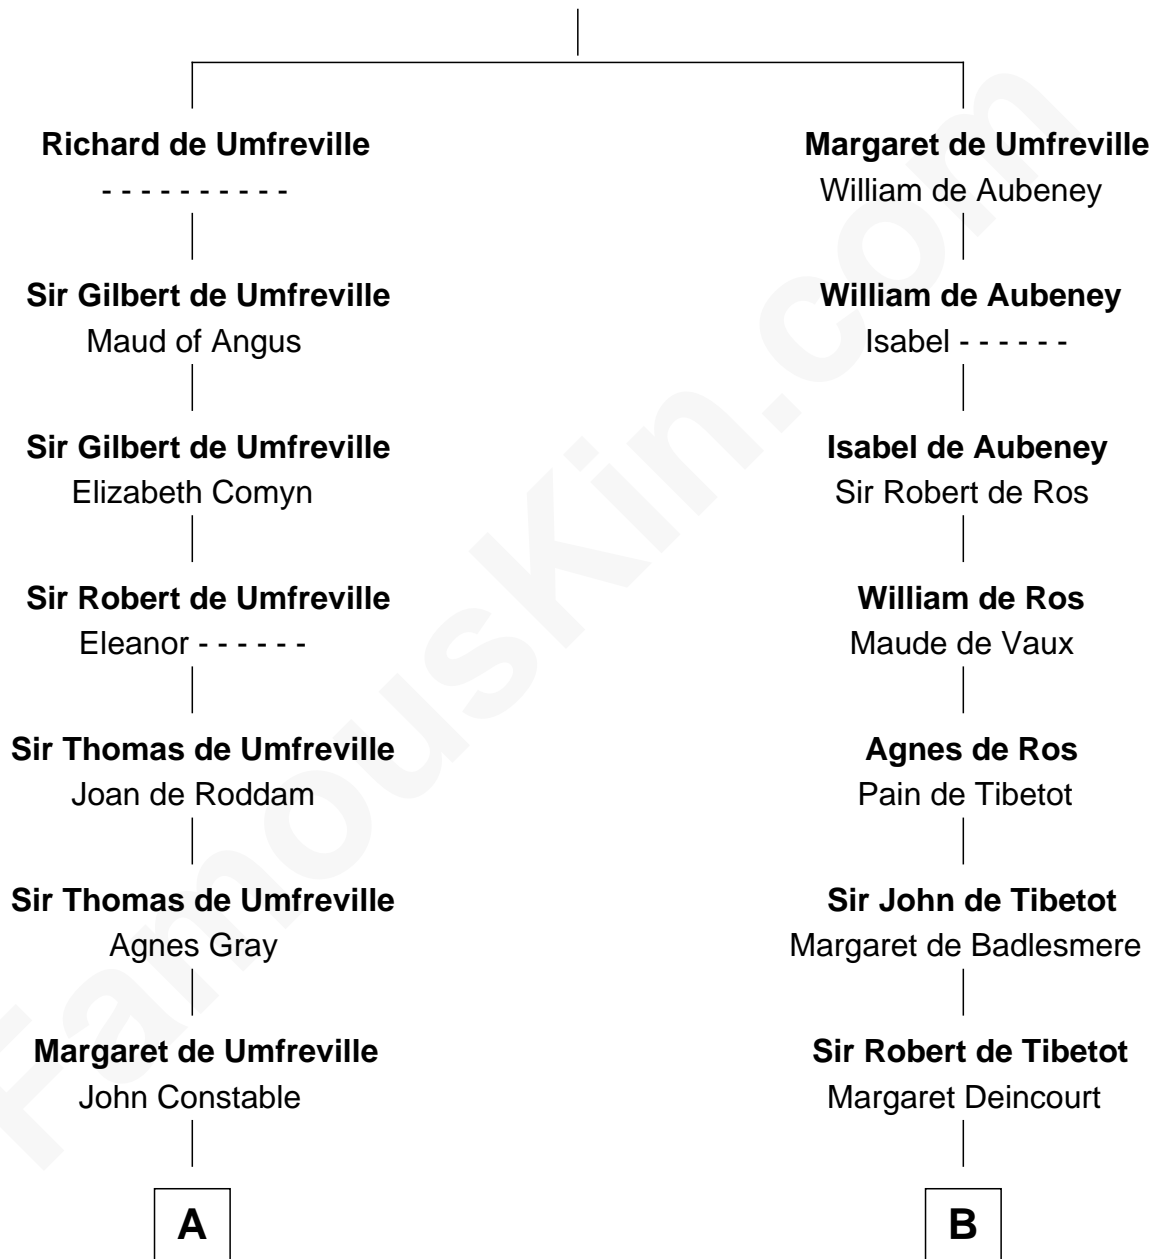 Richard de Umfreville
- - - - - - - - - -
Sir Gilbert de Umfreville
Maud of Angus
Sir Gilbert de Umfreville
Elizabeth Comyn
Sir Robert de Umfreville
Eleanor - - - - - -
Sir Thomas de Umfreville
Joan de Roddam
Sir Thomas de Umfreville
Agnes Gray
Margaret de Umfreville
John Constable
A
Margaret de Umfreville
William de Aubeney
William de Aubeney
Isabel - - - - - -
Isabel de Aubeney
Sir Robert de Ros
William de Ros
Maude de Vaux
Agnes de Ros
Pain de Tibetot
Sir John de Tibetot
Margaret de Badlesmere
Sir Robert de Tibetot
Margaret Deincourt
B
FamousKin.com